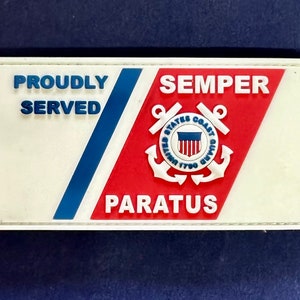 PROUDLY
SERVED
SEMPER
UNITED STATES COAST GUARD
1790
PARATUS